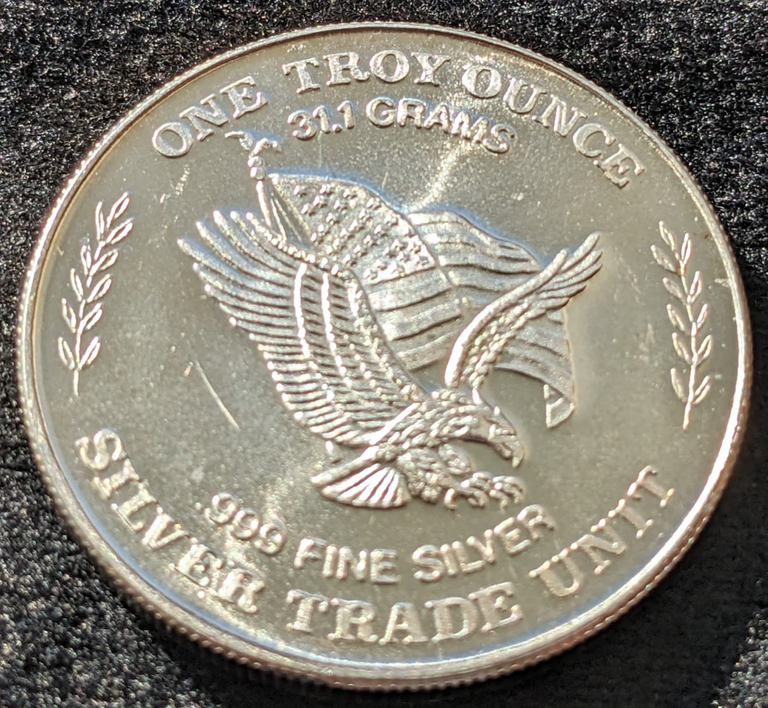 ONE TROY OUNCE
31.1 GRAMS
.999 FINE SILVER
SILVER TRADE UNIT